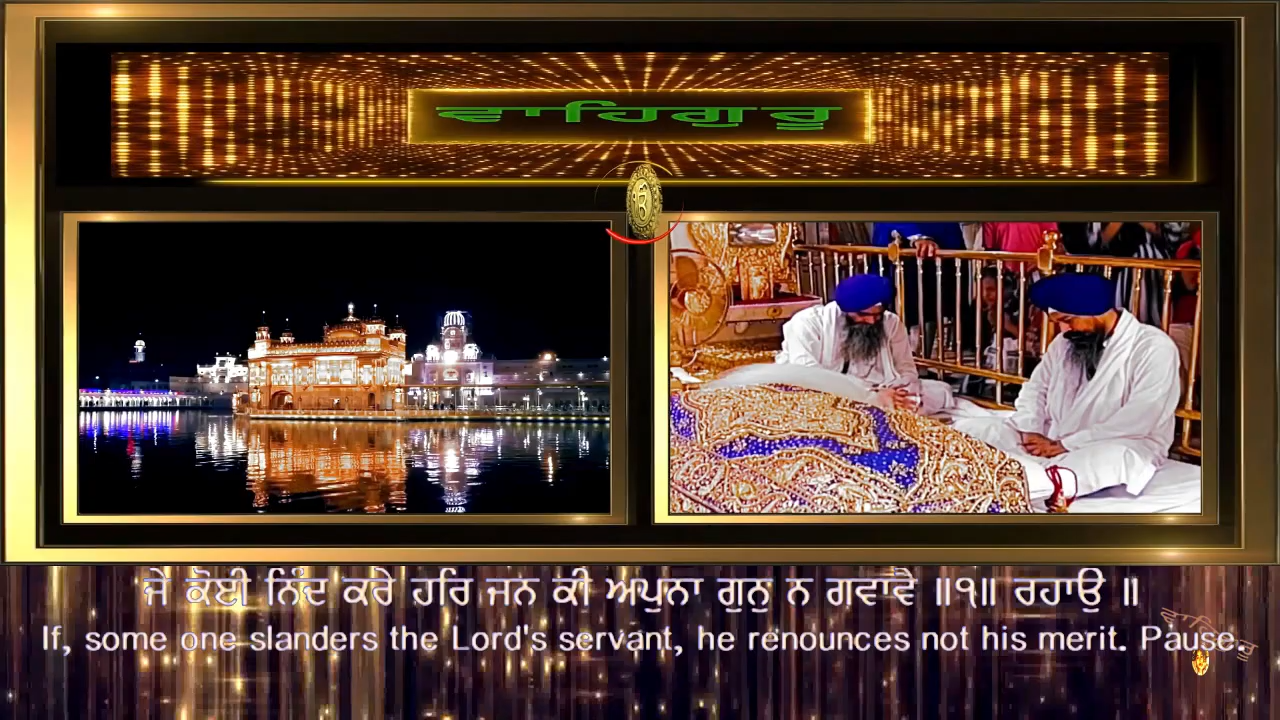 ਵਾਹਿਗੁਰੂ
ੴ
ਜੇ ਕੋਈ ਨਿੰਦ ਕਰੇ ਹਰਿ ਜਨ ਕੀ ਅਪੁਨਾ ਗੁਨੁ ਨ ਗਵਾਵੈ ॥੧॥ ਰਹਾਉ ॥
If, some one slanders the Lord's servant, he renounces not his merit. Pause.
ਵਾਹਿਗੁਰੂ